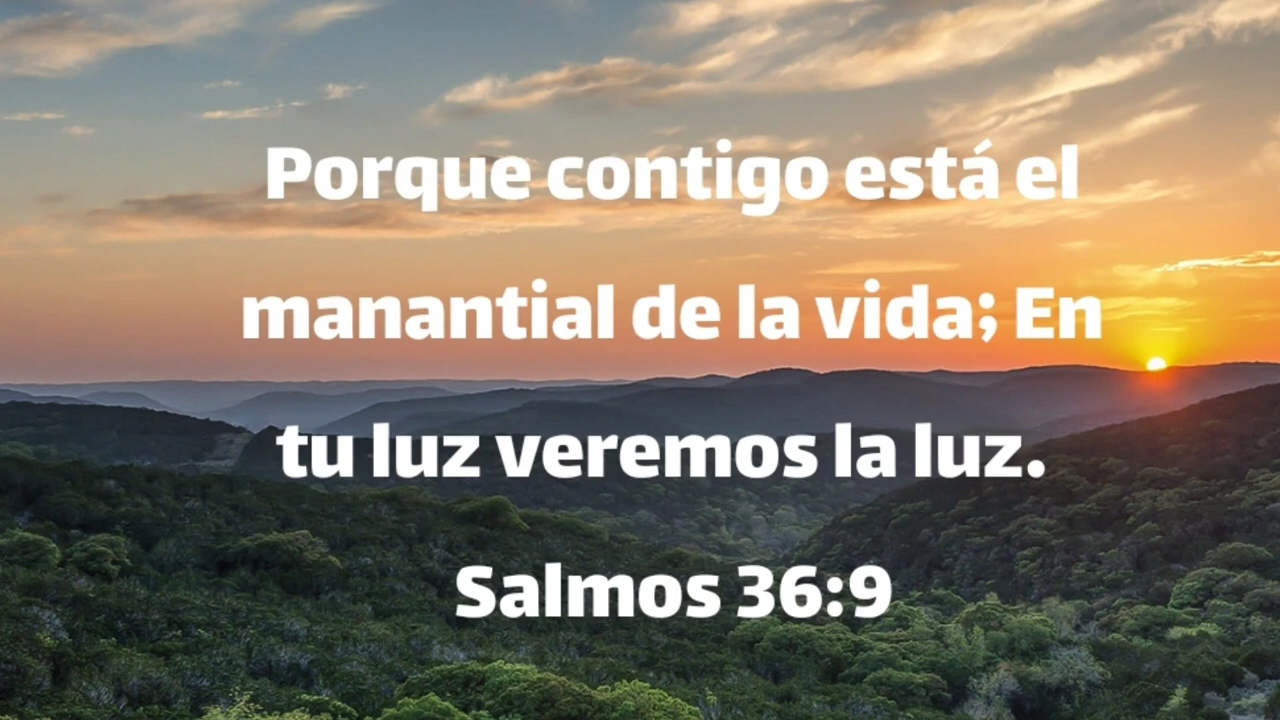 Porque contigo está el
manantial de la vida; En
tu luz veremos la luz.
Salmos 36:9